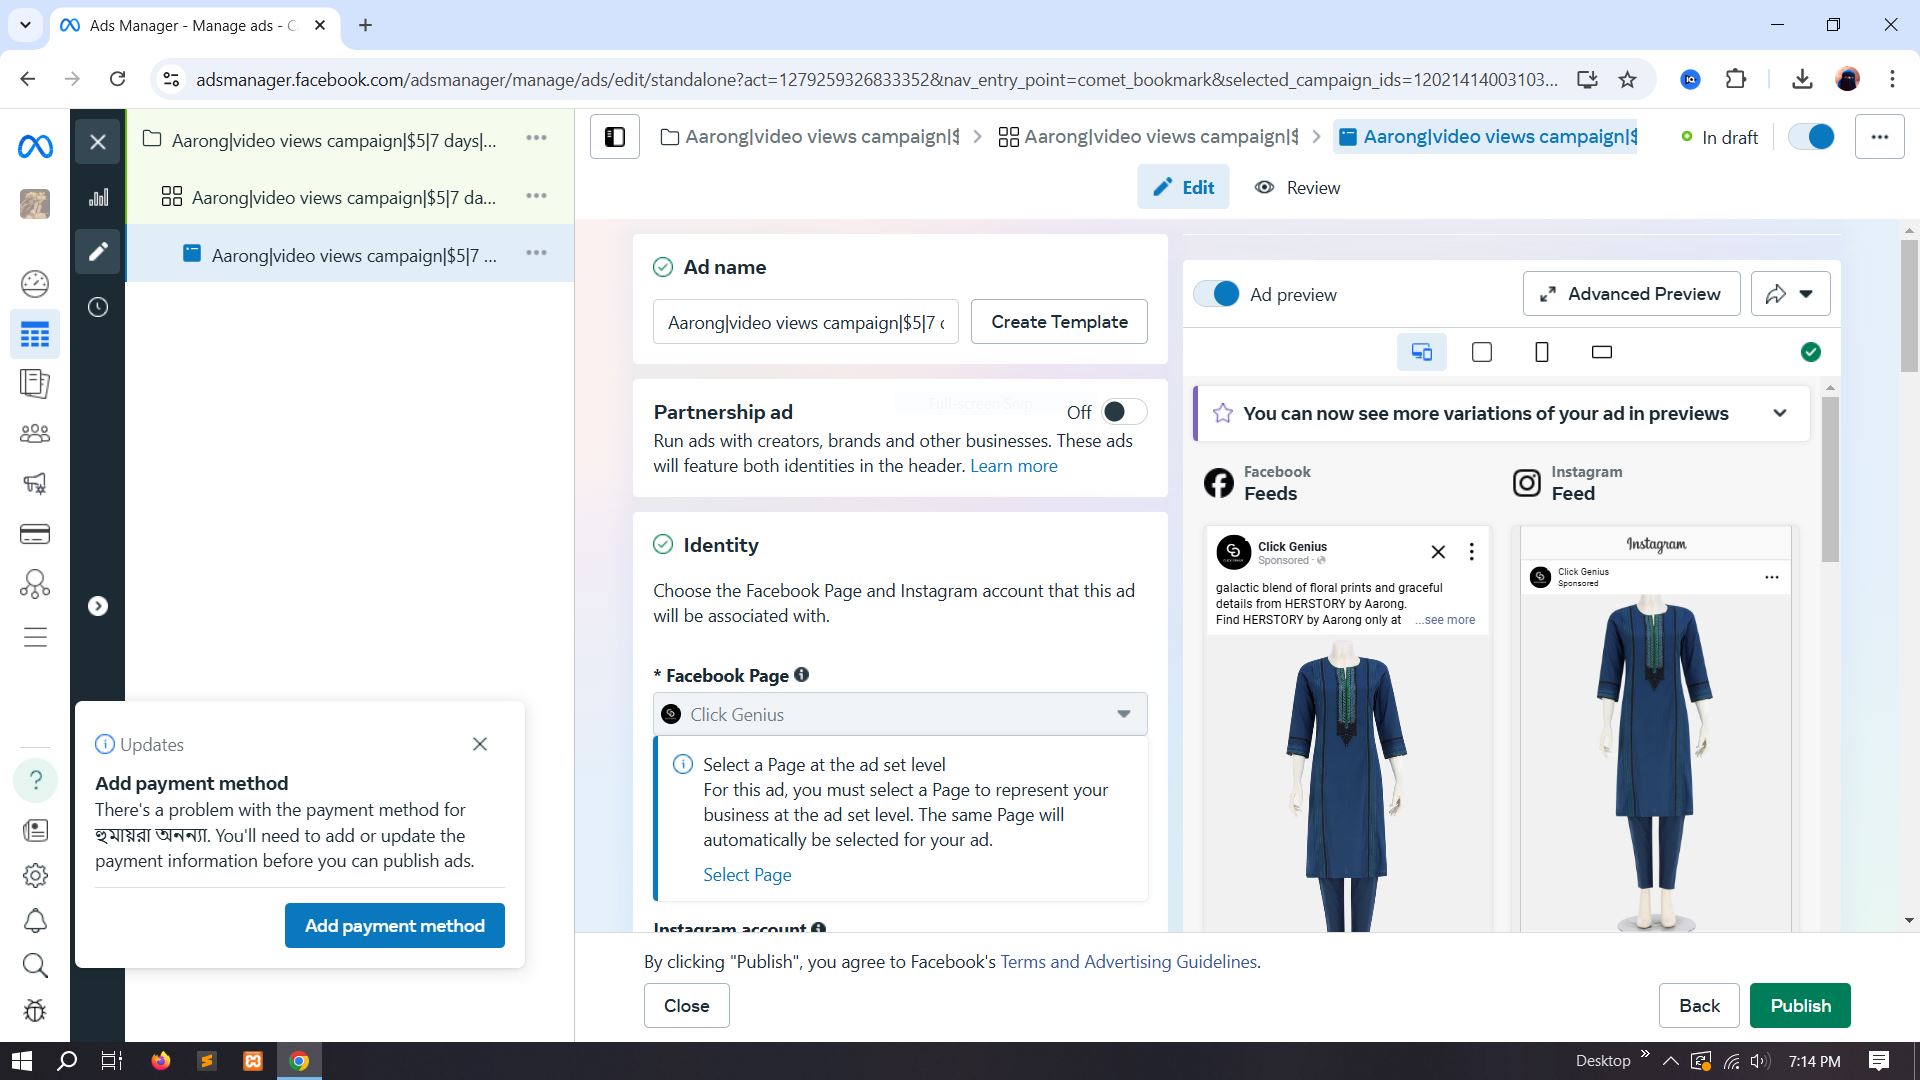 Ads Manager - Manage ads - C
adsmanager.facebook.com/adsmanager/manage/ads/edit/standalone?act=1279259326833352&nav_entry_point=comet_bookmark&selected_campaign_ids=12021414003103...
Aarong|video views campaign|$5|7 days|...
Aarong|video views campaign|$5|7 da...
Aarong|video views campaign|$5|7 ...
Aarong|video views campaign|$
Aarong|video views campaign|$
Aarong|video views campaign|$
In draft
Edit
Review
Ad name
Aarong|video views campaign|$5|7 d
Create Template
Partnership ad
Full-screen Snip
Off
Run ads with creators, brands and other businesses. These ads
will feature both identities in the header. Learn more
Identity
Choose the Facebook Page and Instagram account that this ad
will be associated with.
* Facebook Page
Click Genius
Select a Page at the ad set level
For this ad, you must select a Page to represent your
business at the ad set level. The same Page will
automatically be selected for your ad.
Select Page
Instagram account
Ad preview
Advanced Preview
You can now see more variations of your ad in previews
Facebook
Feeds
Click Genius
Sponsored ·
galactic blend of floral prints and graceful
details from HERSTORY by Aarong.
Find HERSTORY by Aarong only at ...see more
Instagram
Feed
Instagram
Click Genius
Sponsored
Updates
Add payment method
There's a problem with the payment method for
হুমায়রা অনন্যা. You'll need to add or update the
payment information before you can publish ads.
Add payment method
By clicking "Publish", you agree to Facebook's Terms and Advertising Guidelines.
Close
Back
Publish
Desktop
7:14 PM